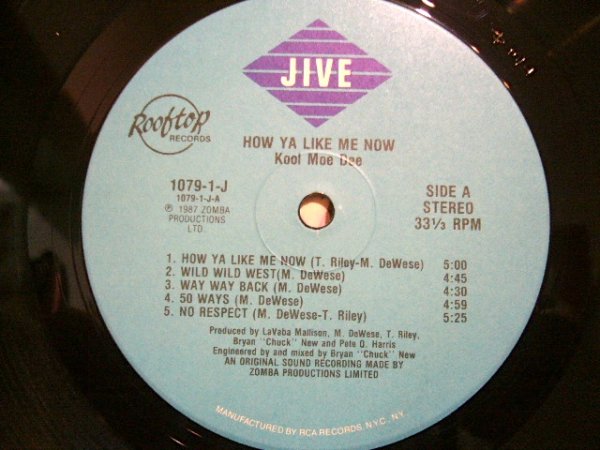 JIVE
Rooftop
RECORDS
HOW YA LIKE ME NOW
Kool Moe Dee
1079-1-J
1079-1-J-A
℗ 1987 ZOMBA
PRODUCTIONS
LTD.
SIDE A
STEREO
33⅓ RPM
1. HOW YA LIKE ME NOW (T. Riley-M. DeWese) 5:00
2. WILD WILD WEST(M. DeWese) 4:45
3. WAY WAY BACK (M. DeWese) 4:30
4. 50 WAYS (M. DeWese) 4:59
5. NO RESPECT (M. DeWese-T. Riley) 5:25
Produced by LaVaba Mallison, M. DeWese, T. Riley,
Bryan "Chuck" New and Pete Q. Harris
Engineered by and mixed by Bryan "Chuck" New
AN ORIGINAL SOUND RECORDING MADE BY
ZOMBA PRODUCTIONS LIMITED
MANUFACTURED BY RCA RECORDS, N.Y.C., N.Y.